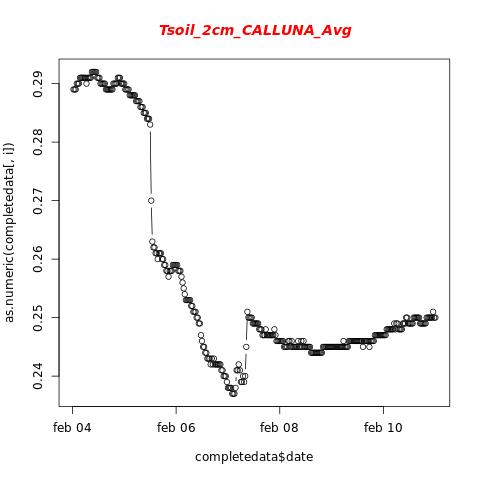 Tsoil_2cm_CALLUNA_Avg
as.numeric(completedata[, i])
0.29
0.28
0.27
0.26
0.25
0.24
feb 04
feb 06
feb 08
feb 10
completedata$date